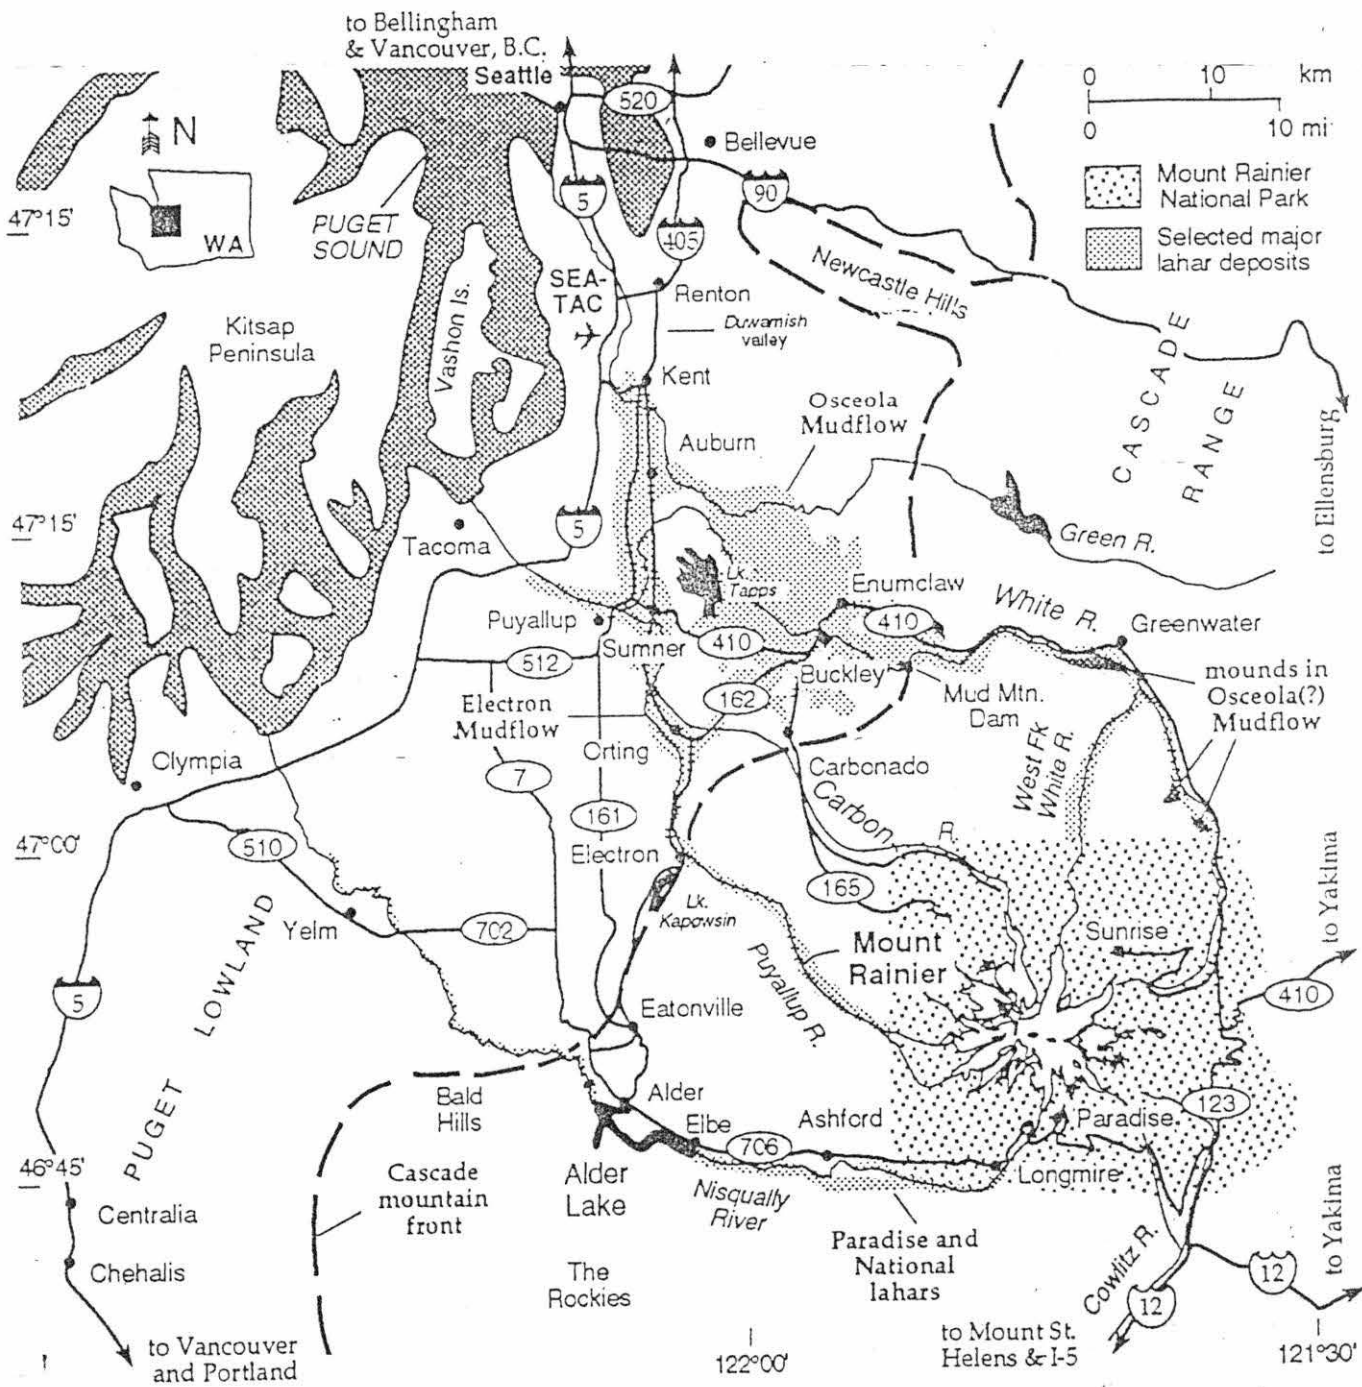 to Bellingham
& Vancouver, B.C.
Seattle
520
0 10 km
0 10 mi
N
Bellevue
WA
47°15'
PUGET
SOUND
5
90
405
Mount Rainier
National Park
Selected major
lahar deposits
SEA-
TAC
Renton
Newcastle Hills
Duwamish
valley
Kitsap
Peninsula
Vashon Is.
Kent
CASCADE
RANGE
Osceola
Mudflow
Auburn
to Ellensburg
47°15'
Tacoma
5
Green R.
Lk.
Tapps
Enumclaw
White R.
Greenwater
Puyallup
Sumner
410
410
512
Buckley
162
Mud Mtn.
Dam
mounds in
Osceola(?)
Mudflow
Electron
Mudflow
Orting
Olympia
7
Carbonado
West Fk
White R.
Carbon R.
161
47°00'
510
Electron
165
Lk.
Kapowsin
Yelm
702
Mount
Rainier
Sunrise
to Yakima
410
PUGET LOWLAND
5
Puyallup R.
Eatonville
Bald
Hills
Alder
Ashford
Paradise
123
Elbe
706
46°45'
Cascade
mountain
front
Alder
Lake
Nisqually
River
Longmire
Centralia
Chehalis
Paradise and
National
lahars
Cowlitz R.
to Yakima
The
Rockies
12
12
to Vancouver
and Portland
to Mount St.
Helens & I-5
122°00'
121°30'